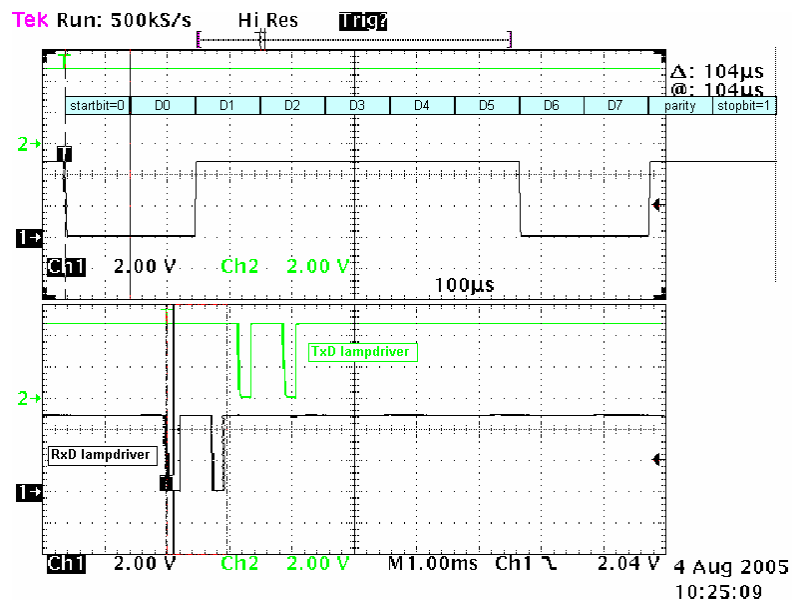 Tek Run: 500kS/s Hi Res Trig?
T
Δ: 104µs
@: 104µs
startbit=0 D0 D1 D2 D3 D4 D5 D6 D7 parity stopbit=1
2→
T
1→
Ch1 2.00 V Ch2 2.00 V
100µs
TxD lampdriver
2→
RxD lampdriver
1→
Ch1 2.00 V Ch2 2.00 V M1.00ms Ch1 2.04 V
4 Aug 2005
10:25:09